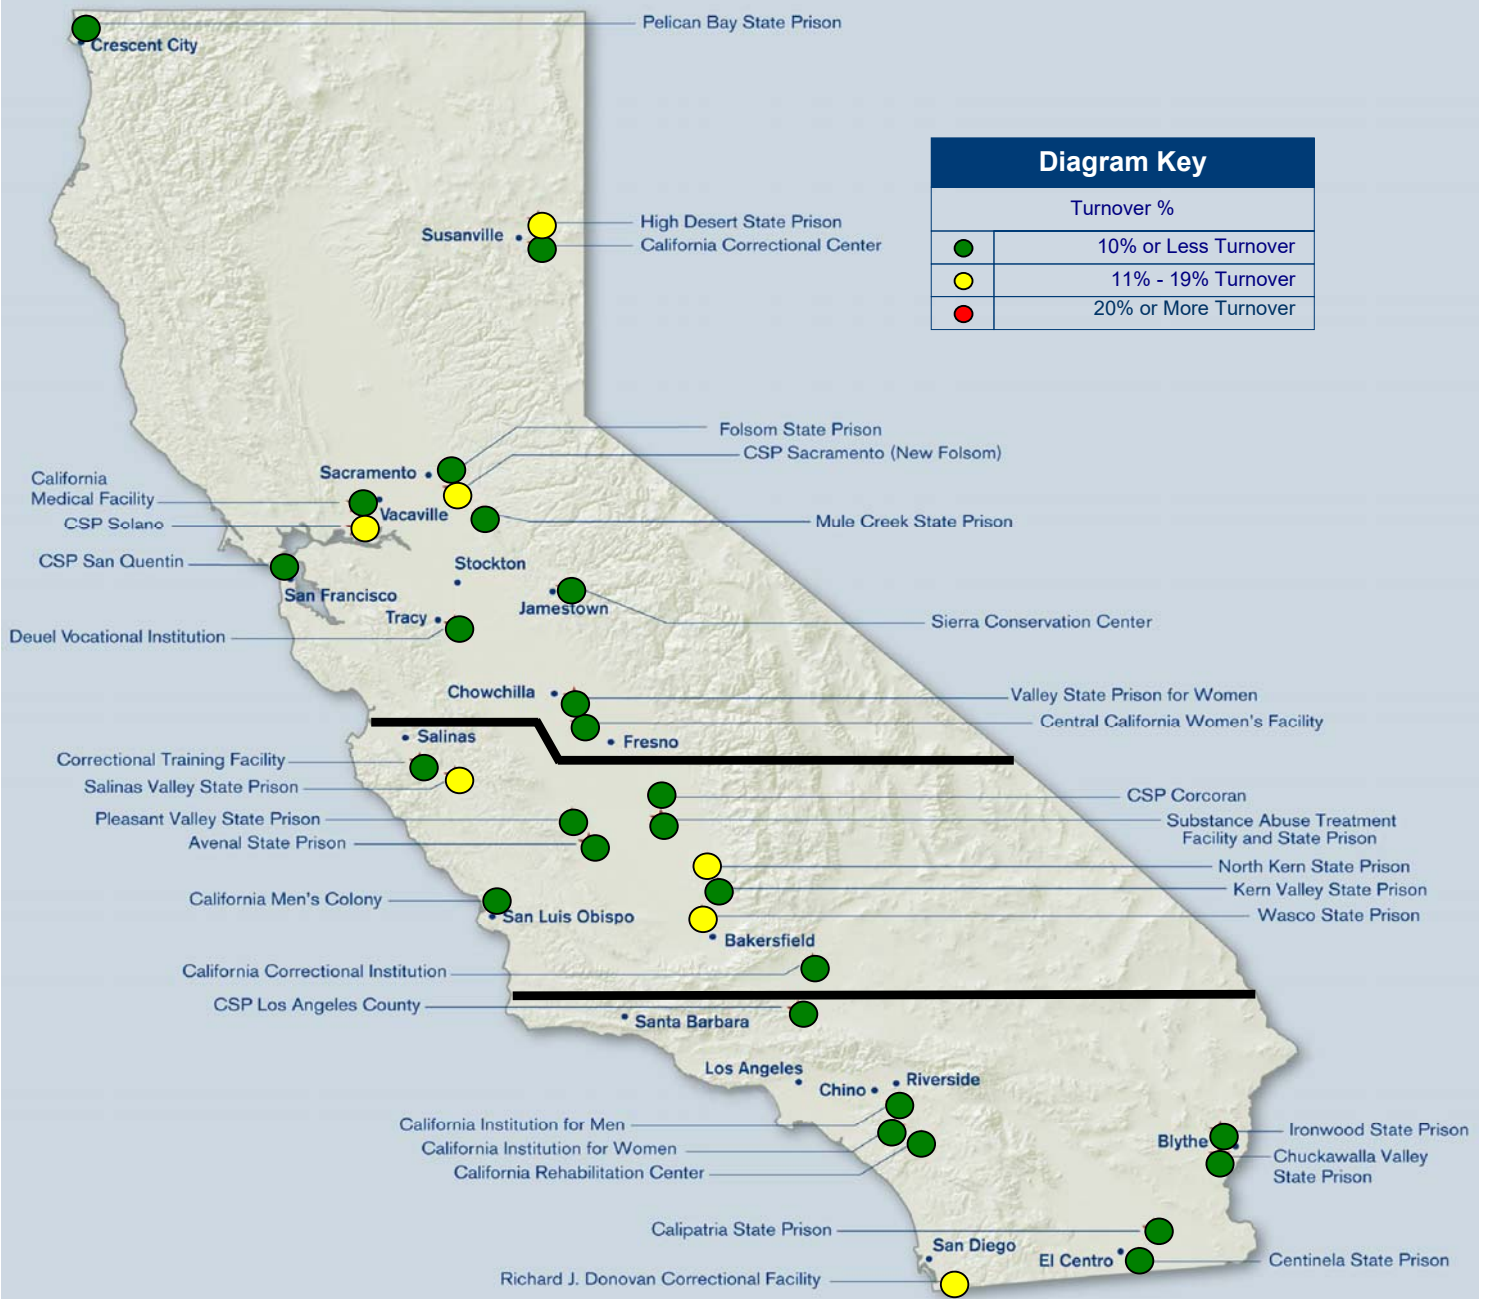 Pelican Bay State Prison
Crescent City
Diagram Key
Turnover %
10% or Less Turnover
11% - 19% Turnover
20% or More Turnover
High Desert State Prison
Susanville
California Correctional Center
Folsom State Prison
CSP Sacramento (New Folsom)
Sacramento
California
Medical Facility
Vacaville
CSP Solano
Mule Creek State Prison
CSP San Quentin
Stockton
San Francisco
Jamestown
Tracy
Sierra Conservation Center
Deuel Vocational Institution
Chowchilla
Valley State Prison for Women
Central California Women's Facility
Salinas
Fresno
Correctional Training Facility
Salinas Valley State Prison
CSP Corcoran
Pleasant Valley State Prison
Substance Abuse Treatment
Facility and State Prison
Avenal State Prison
North Kern State Prison
Kern Valley State Prison
California Men's Colony
San Luis Obispo
Wasco State Prison
Bakersfield
California Correctional Institution
CSP Los Angeles County
Santa Barbara
Los Angeles
Chino
Riverside
California Institution for Men
California Institution for Women
California Rehabilitation Center
Ironwood State Prison
Blythe
Chuckawalla Valley
State Prison
Calipatria State Prison
San Diego
El Centro
Centinela State Prison
Richard J. Donovan Correctional Facility